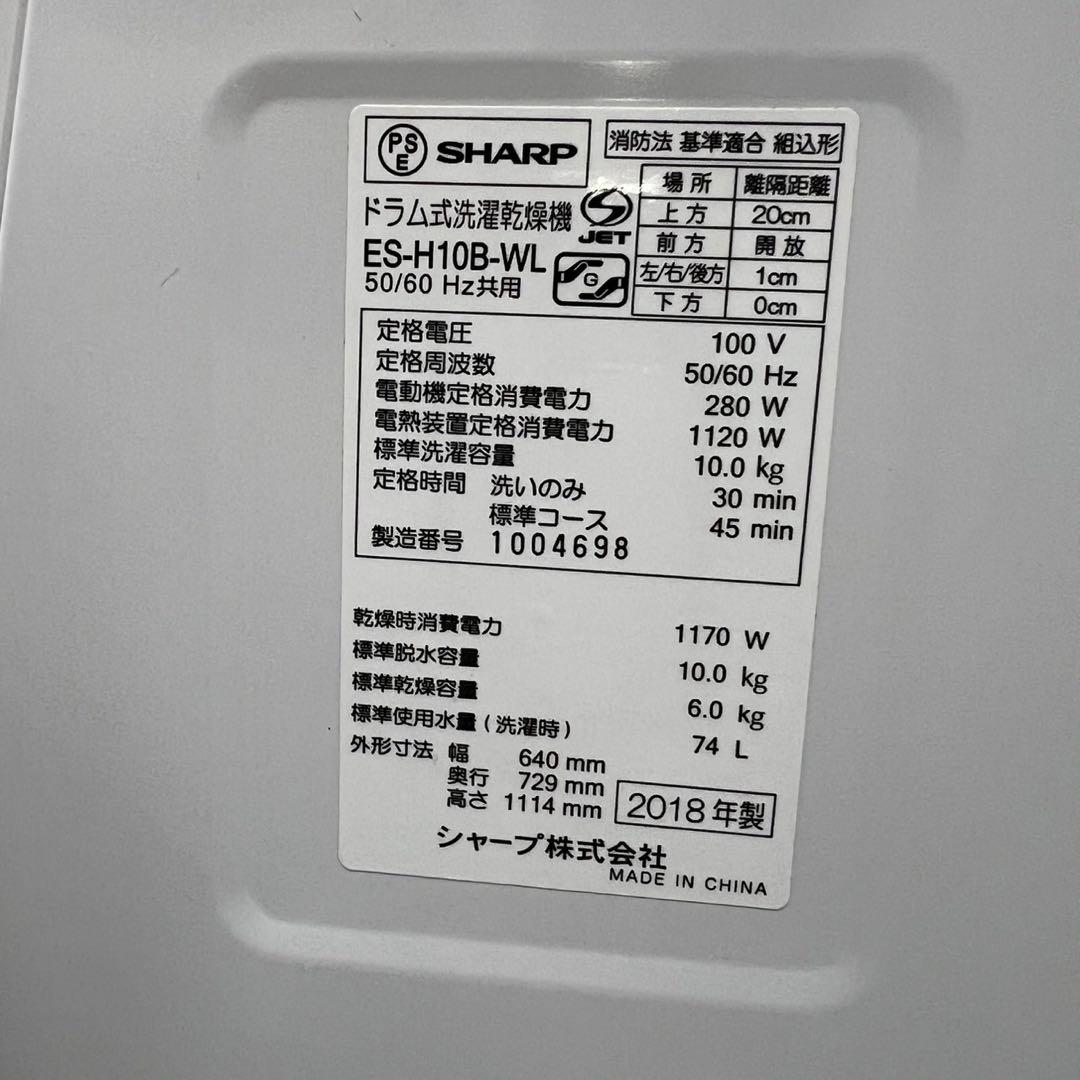 PSE SHARP
消防法 基準適合 組込形
ドラム式洗濯乾燥機
JET
ES-H10B-WL
G
50/60 Hz共用
場所 離隔距離
上方 20cm
前方 開放
左/右/後方 1cm
下方 0cm
定格電圧 100 V
定格周波数 50/60 Hz
電動機定格消費電力 280 W
電熱装置定格消費電力 1120 W
標準洗濯容量 10.0 kg
定格時間 洗いのみ 30 min
標準コース 45 min
製造番号 1004698
乾燥時消費電力 1170 W
標準脱水容量 10.0 kg
標準乾燥容量 6.0 kg
標準使用水量(洗濯時) 74 L
外形寸法 幅 640 mm
奥行 729 mm
高さ 1114 mm
2018年製
シャープ株式会社
MADE IN CHINA